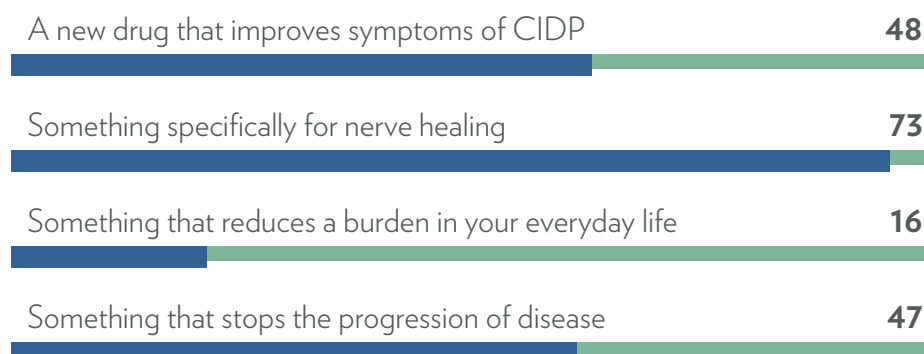 A new drug that improves symptoms of CIDP 48
Something specifically for nerve healing 73
Something that reduces a burden in your everyday life 16
Something that stops the progression of disease 47